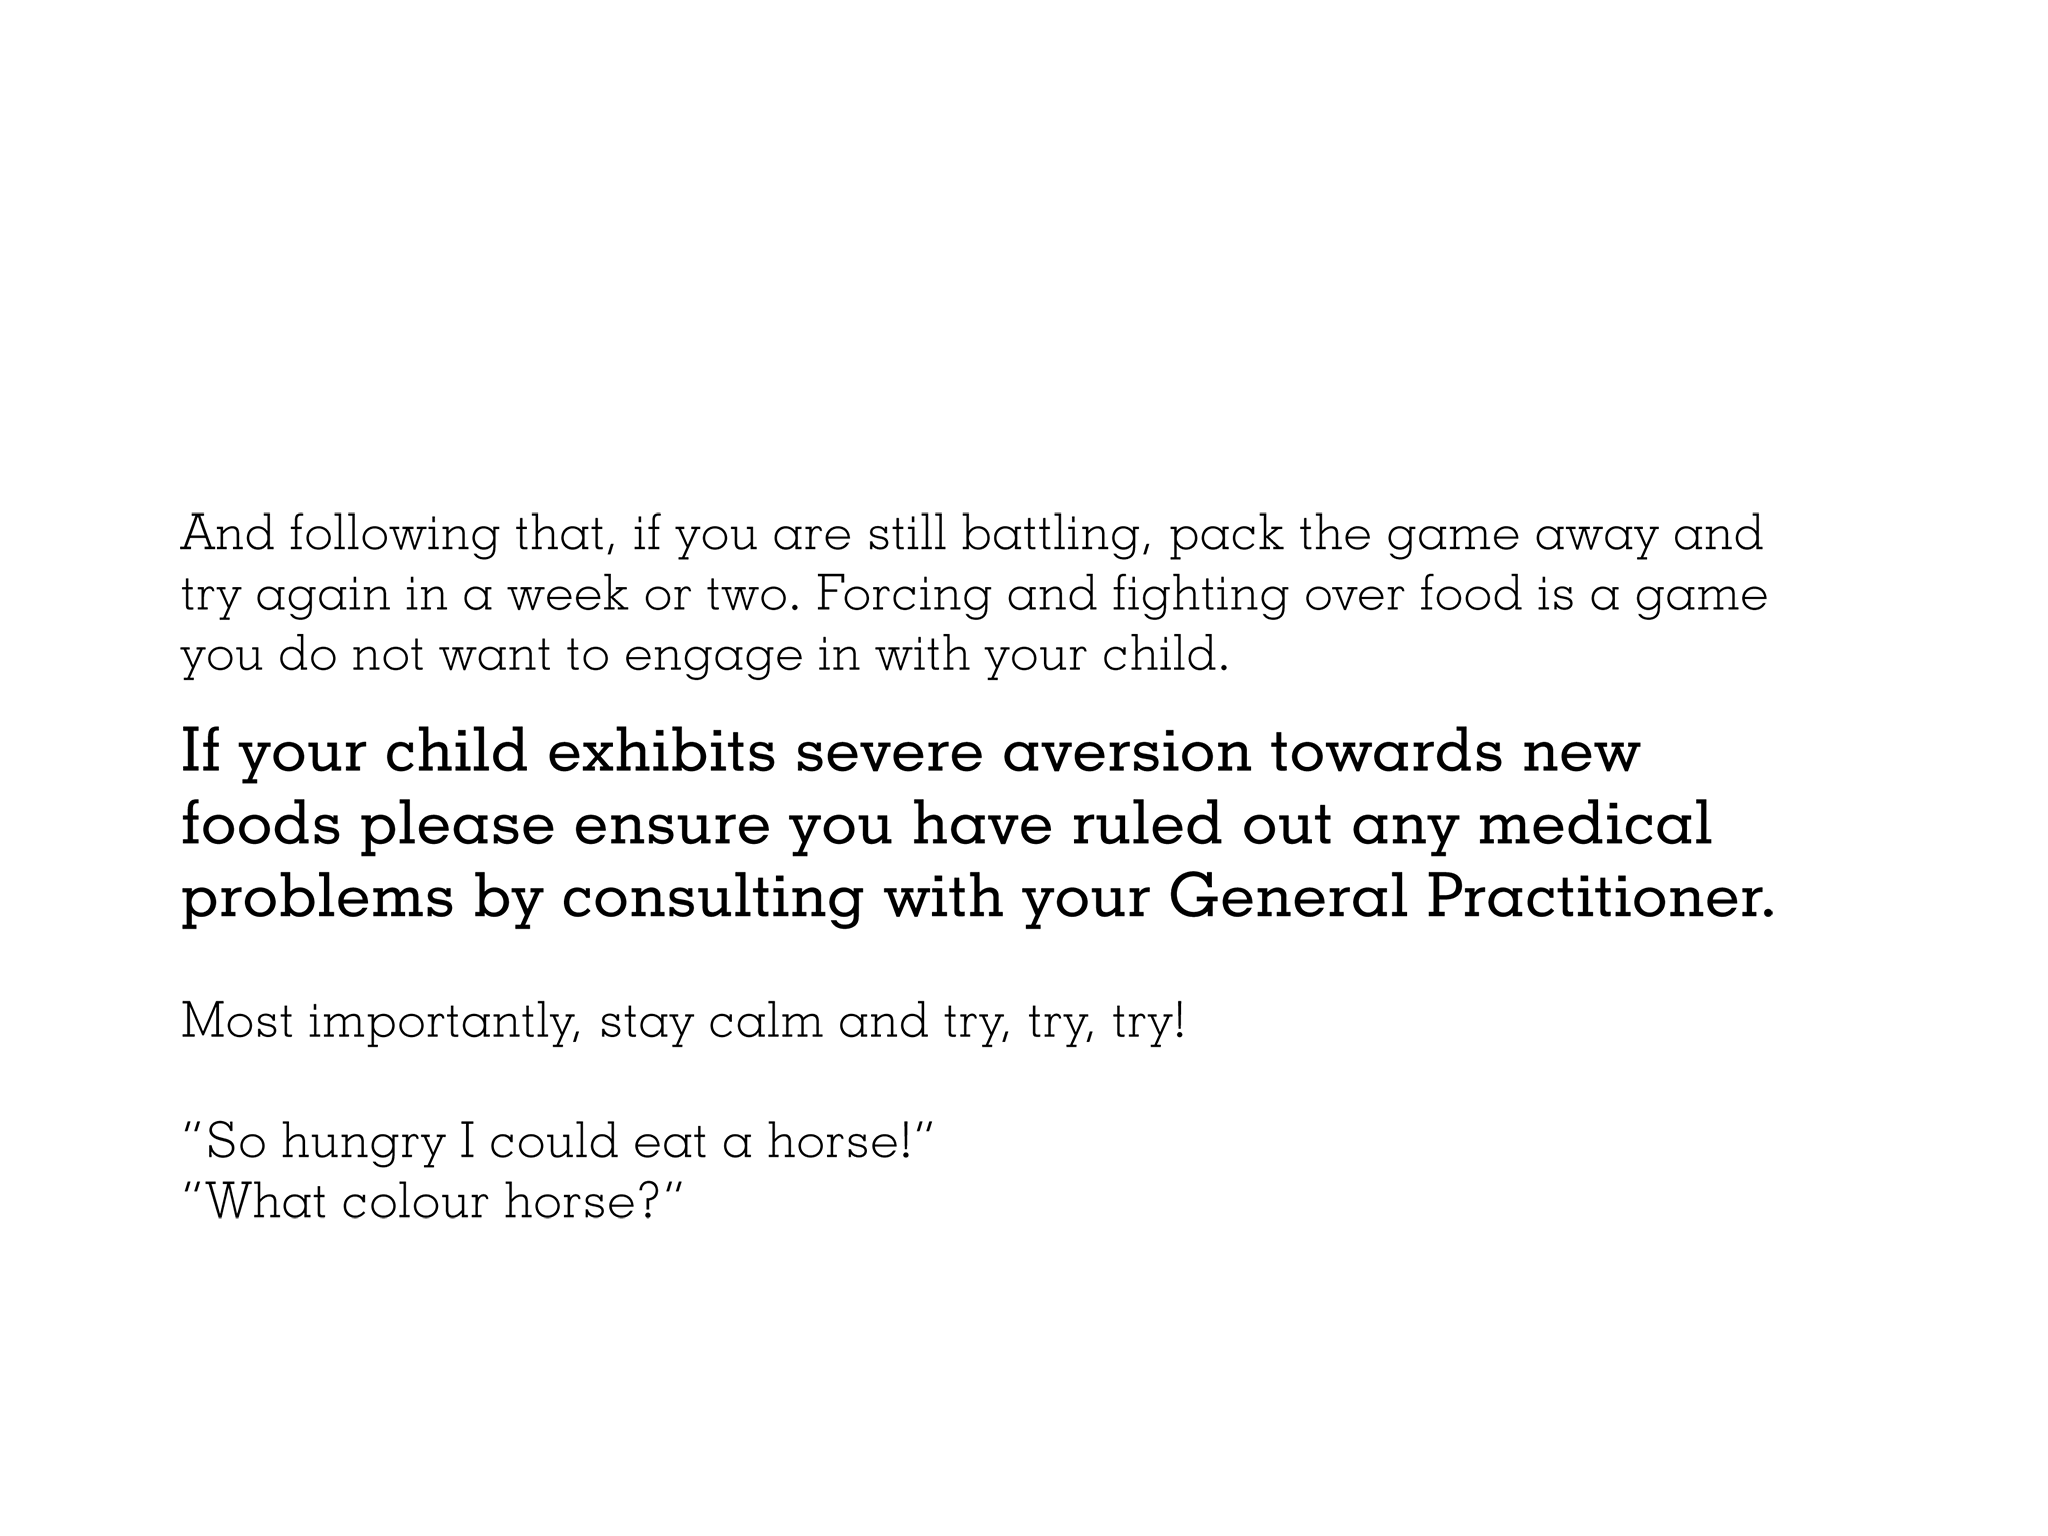 And following that, if you are still battling, pack the game away and
try again in a week or two. Forcing and fighting over food is a game
you do not want to engage in with your child.
If your child exhibits severe aversion towards new
foods please ensure you have ruled out any medical
problems by consulting with your General Practitioner.
Most importantly, stay calm and try, try, try!
“So hungry I could eat a horse!”
“What colour horse?”